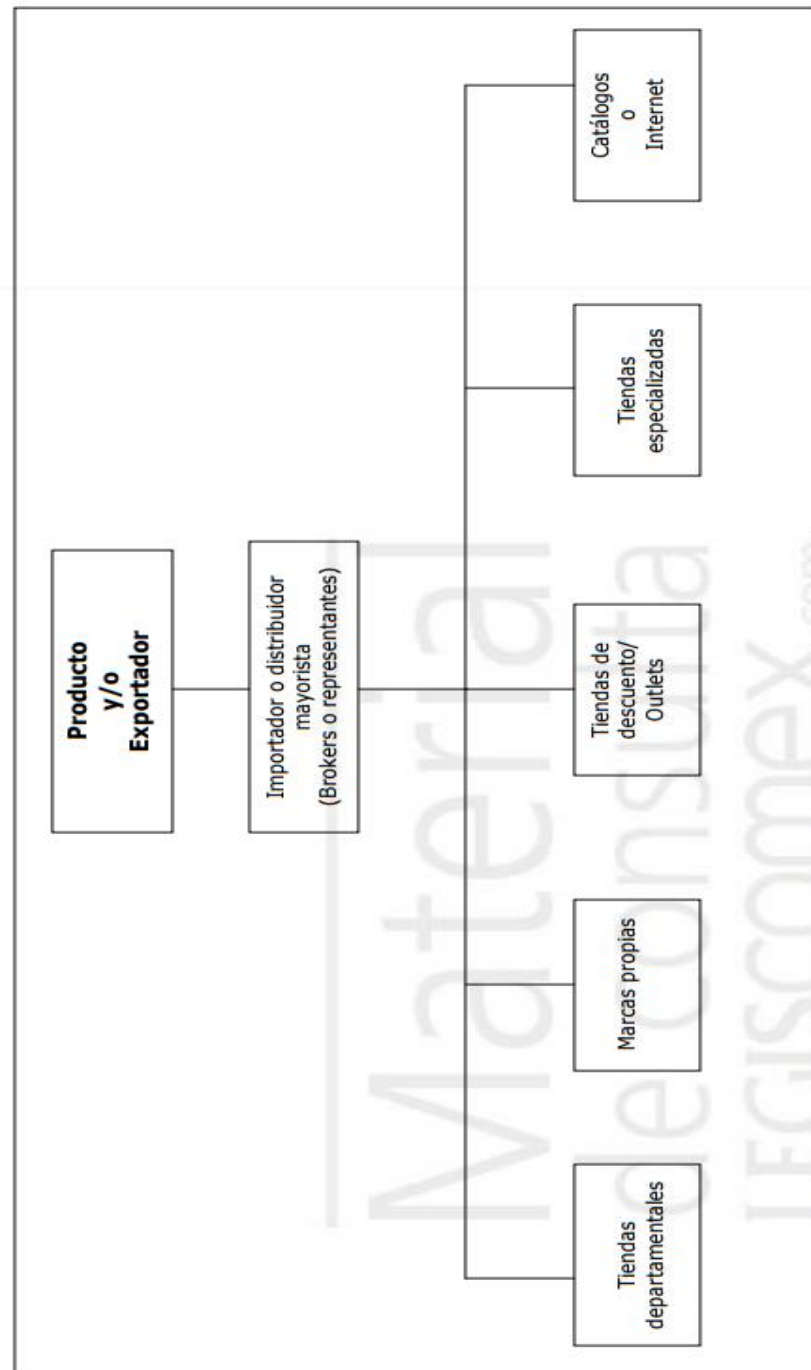 Producto
y/o
Exportador
Importador o distribuidor
mayorista
(Brokers o representantes)
Tiendas
departamentales
Marcas propias
Tiendas de
descuento/
Outlets
Tiendas
especializadas
Catálogos
o
Internet
Material
de consulta
LEGISCOMEX.com